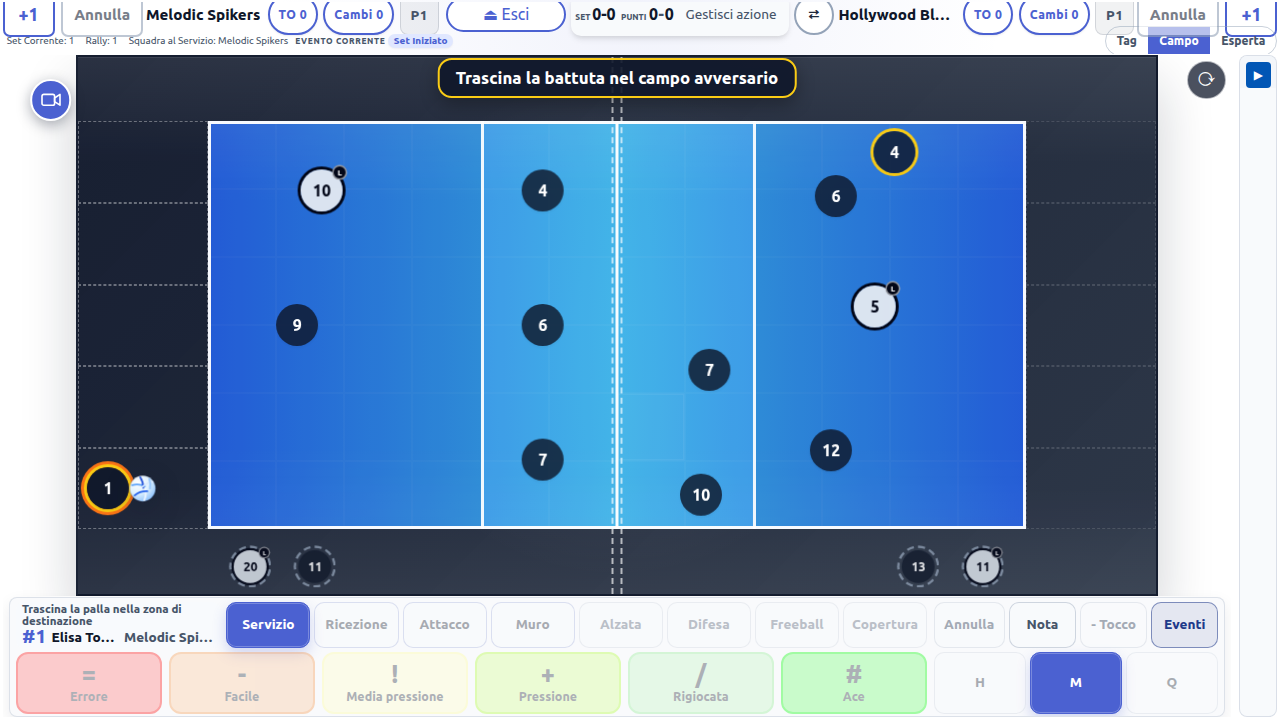 +1 Annulla Melodic Spikers TO 0 Cambi 0 P1 ⏏ Esci SET 0-0 PUNTI 0-0 Gestisci azione ⇄ Hollywood Bl... TO 0 Cambi 0 P1 Annulla +1
Set Corrente: 1 Rally: 1 Squadra al Servizio: Melodic Spikers EVENTO CORRENTE Set Iniziato Tag Campo Esperta
Trascina la battuta nel campo avversario
4
10 L 4 6
5 L
9 6
7
7 12
1 10
20 L 11 13 11 L
Trascina la palla nella zona di
destinazione
#1 Elisa To... Melodic Spi...
Servizio Ricezione Attacco Muro Alzata Difesa Freeball Copertura Annulla Nota - Tocco Eventi
= - ! + / #
Errore Facile Media pressione Pressione Rigiocata Ace H M Q